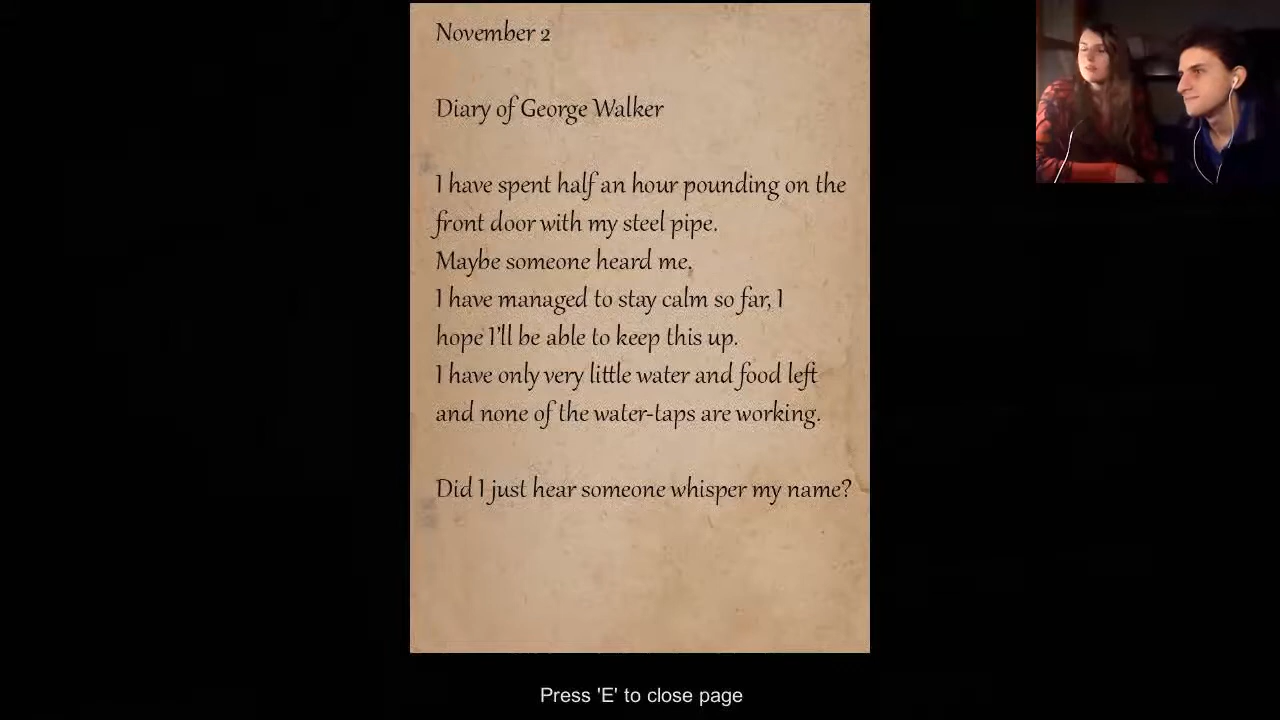 November 2
Diary of George Walker
I have spent half an hour pounding on the
front door with my steel pipe.
Maybe someone heard me.
I have managed to stay calm so far, I
hope I'll be able to keep this up.
I have only very little water and food left
and none of the water-taps are working.
Did I just hear someone whisper my name?
Press 'E' to close page